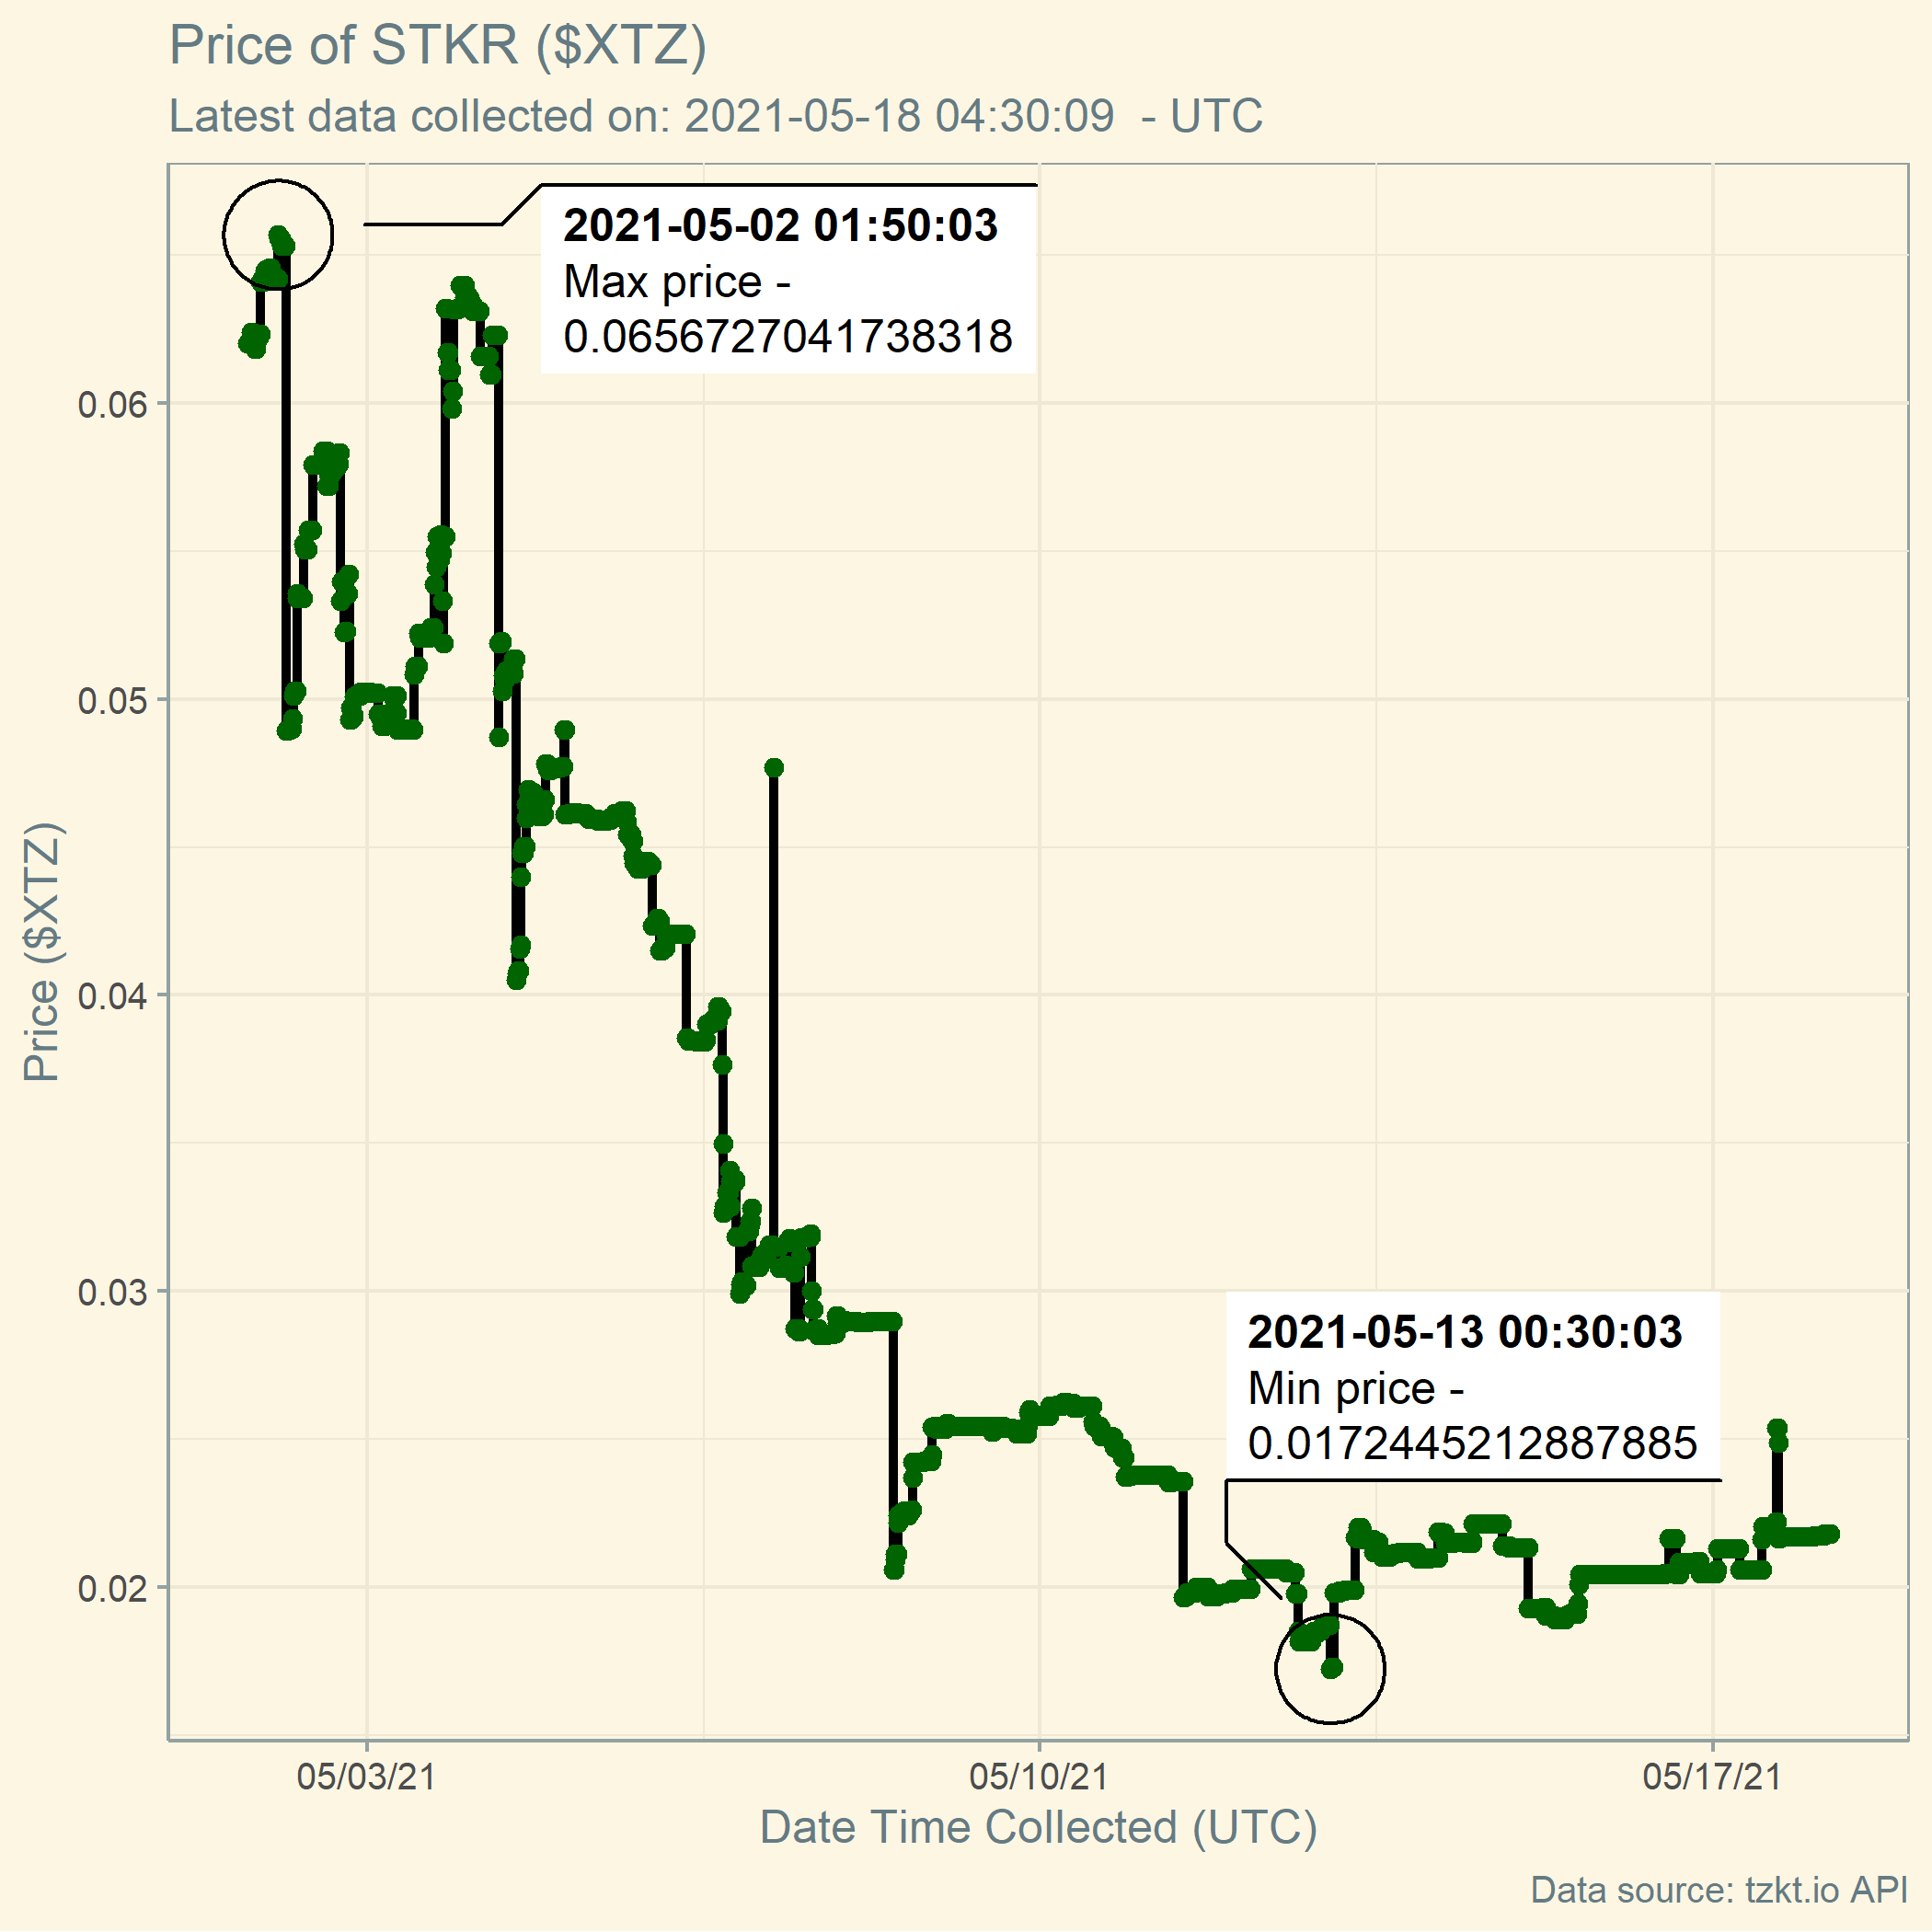 Price of STKR ($XTZ)
Latest data collected on: 2021-05-18 04:30:09  - UTC
2021-05-02 01:50:03
Max price -
0.0656727041738318
0.06
0.05
0.04
0.03
0.02
Price ($XTZ)
2021-05-13 00:30:03
Min price -
0.0172445212887885
05/03/21
05/10/21
05/17/21
Date Time Collected (UTC)
Data source: tzkt.io API